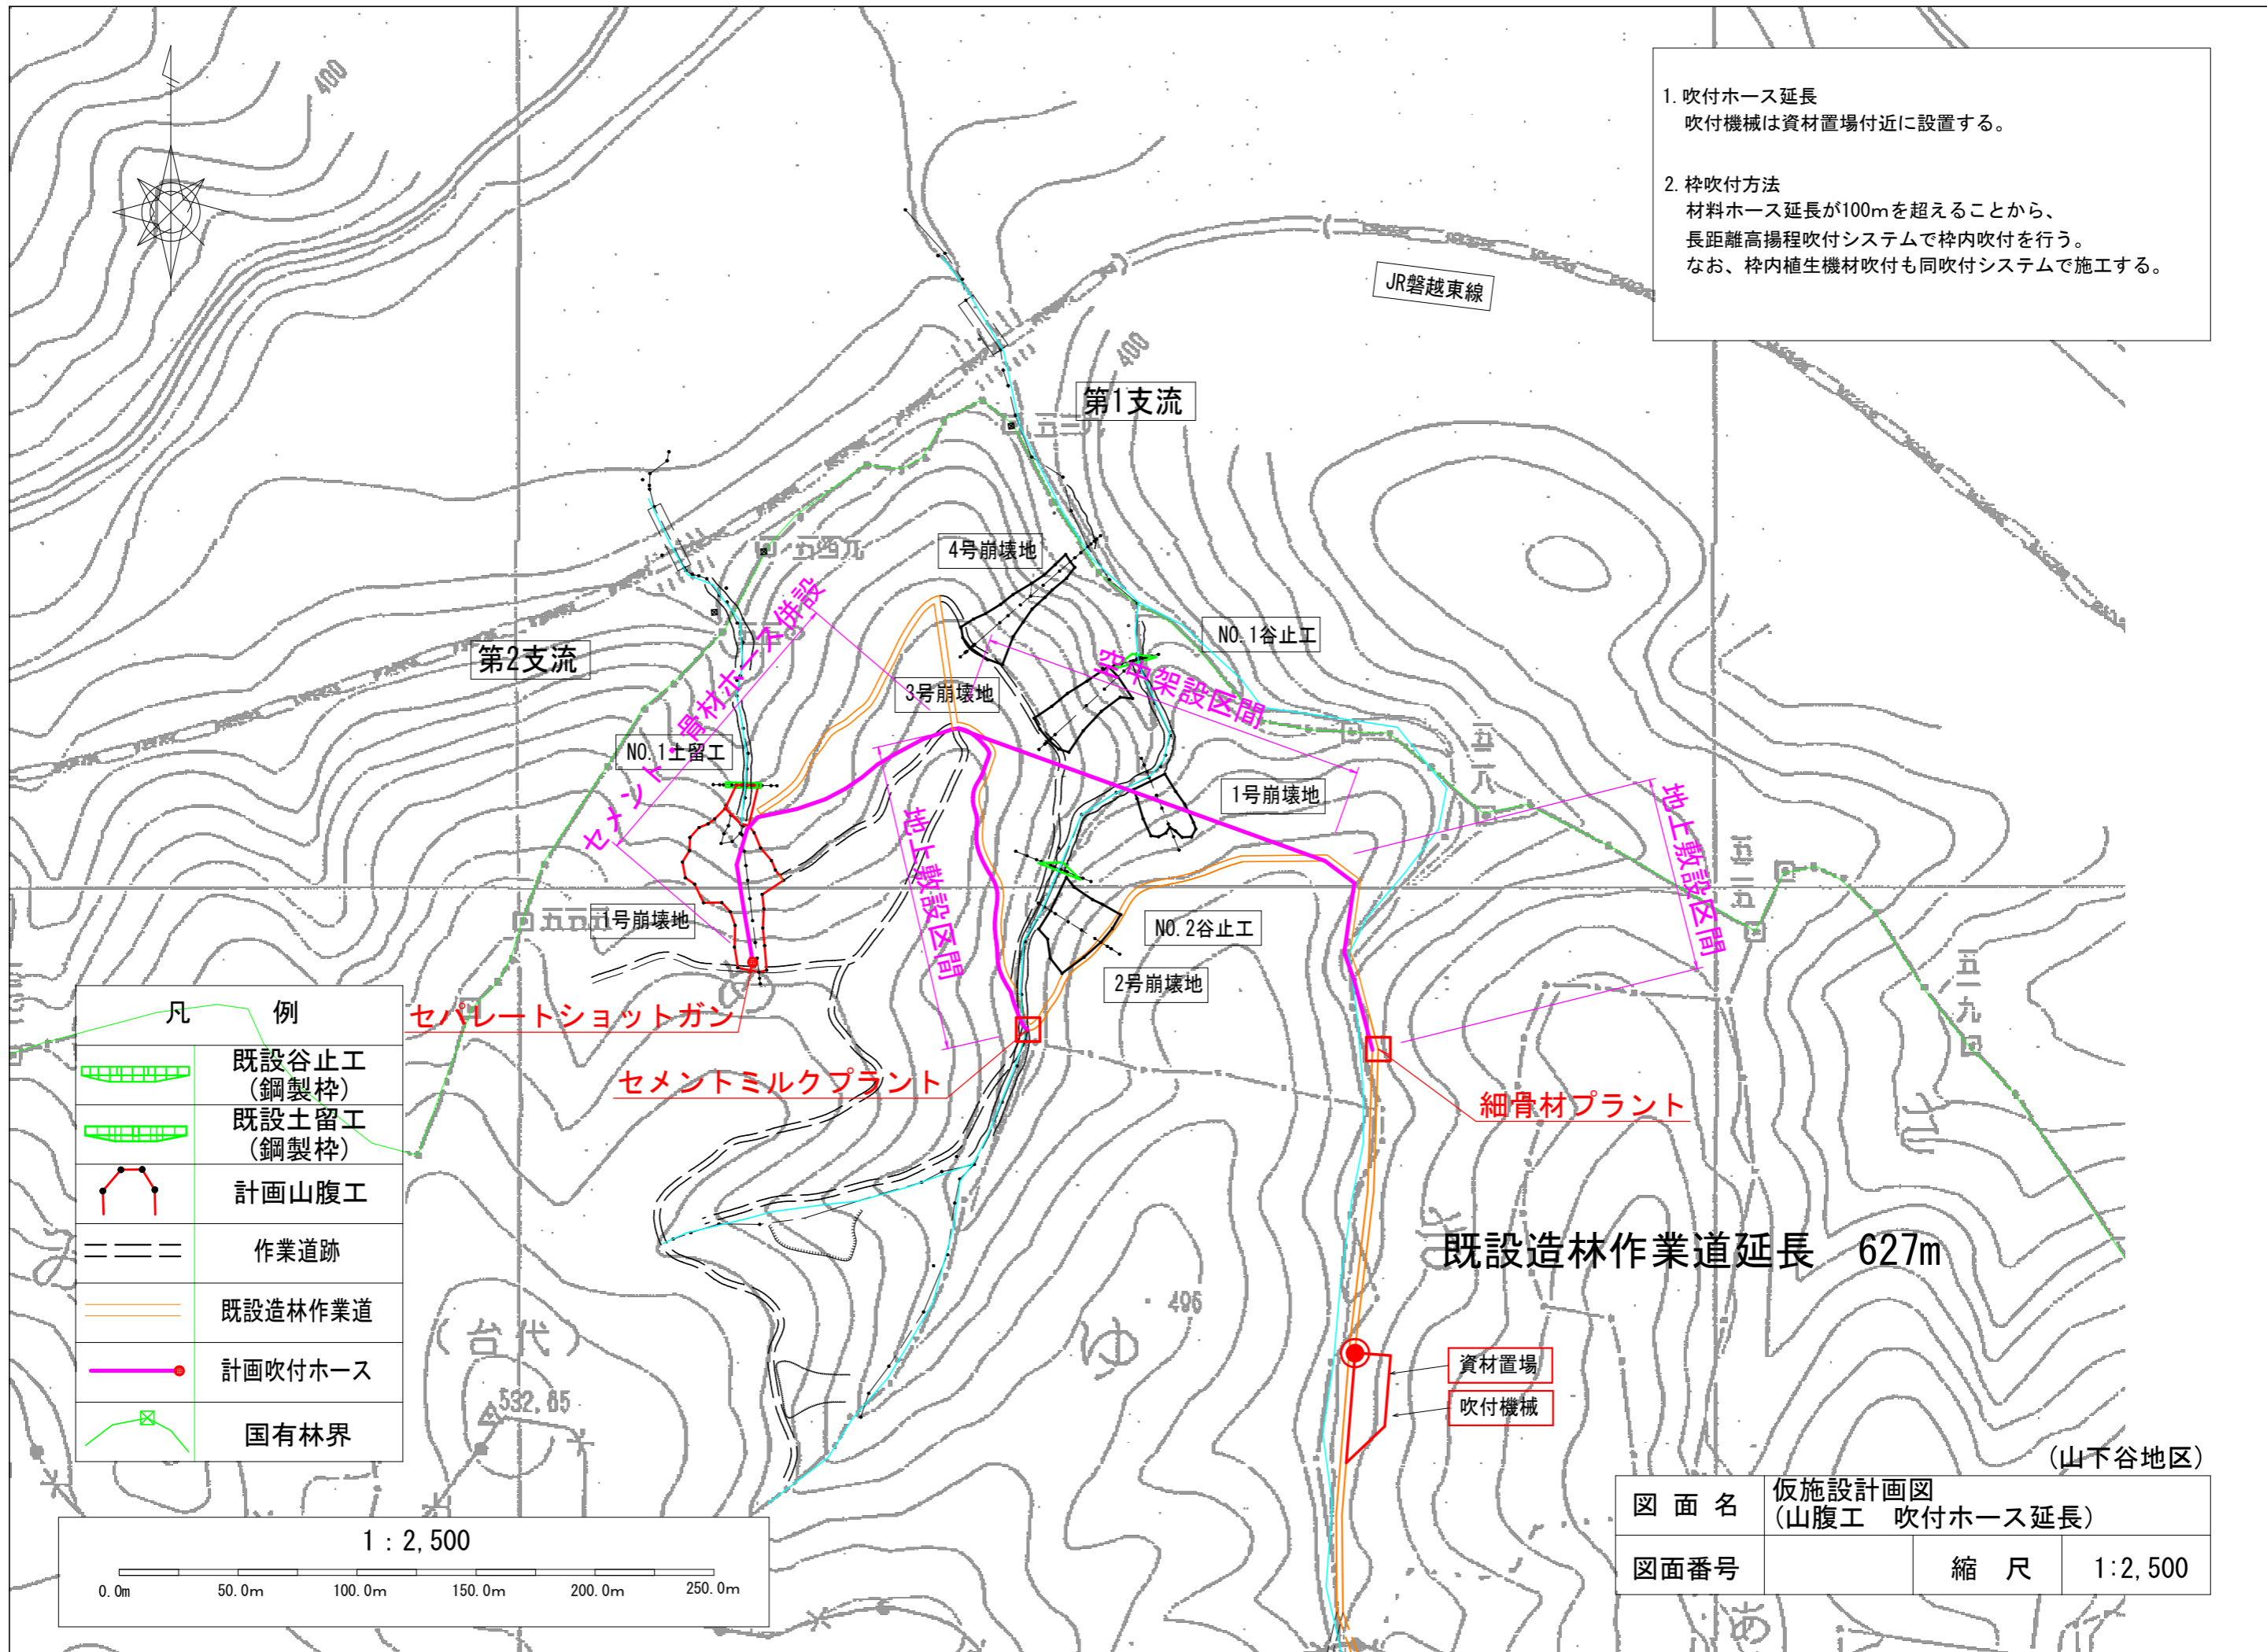 1. 吹付ホース延長
吹付機械は資材置場付近に設置する。
2. 枠吹付方法
材料ホース延長が100mを超えることから、
長距離高揚程吹付システムで枠内吹付を行う。
なお、枠内植生機材吹付も同吹付システムで施工する。
400
JR磐越東線
400
第1支流
4号崩壊地
NO.1谷止工
第2支流
セメント・骨材ホース併設
空中架設区間
3号崩壊地
NO.1土留工
1号崩壊地
地上敷設区間
地上敷設区間
1号崩壊地
NO.2谷止工
2号崩壊地
セパレートショットガン
セメントミルクプラント
細骨材プラント
凡　例
既設谷止工
(鋼製枠)
既設土留工
(鋼製枠)
計画山腹工
作業道跡
既設造林作業道
計画吹付ホース
国有林界
既設造林作業道延長　627m
496
ゆ
(台代)
532.65
資材置場
吹付機械
(山下谷地区)
図面名
仮施設計画図
(山腹工　吹付ホース延長)
図面番号
縮　尺
1:2,500
1 : 2,500
0.0m 50.0m 100.0m 150.0m 200.0m 250.0m